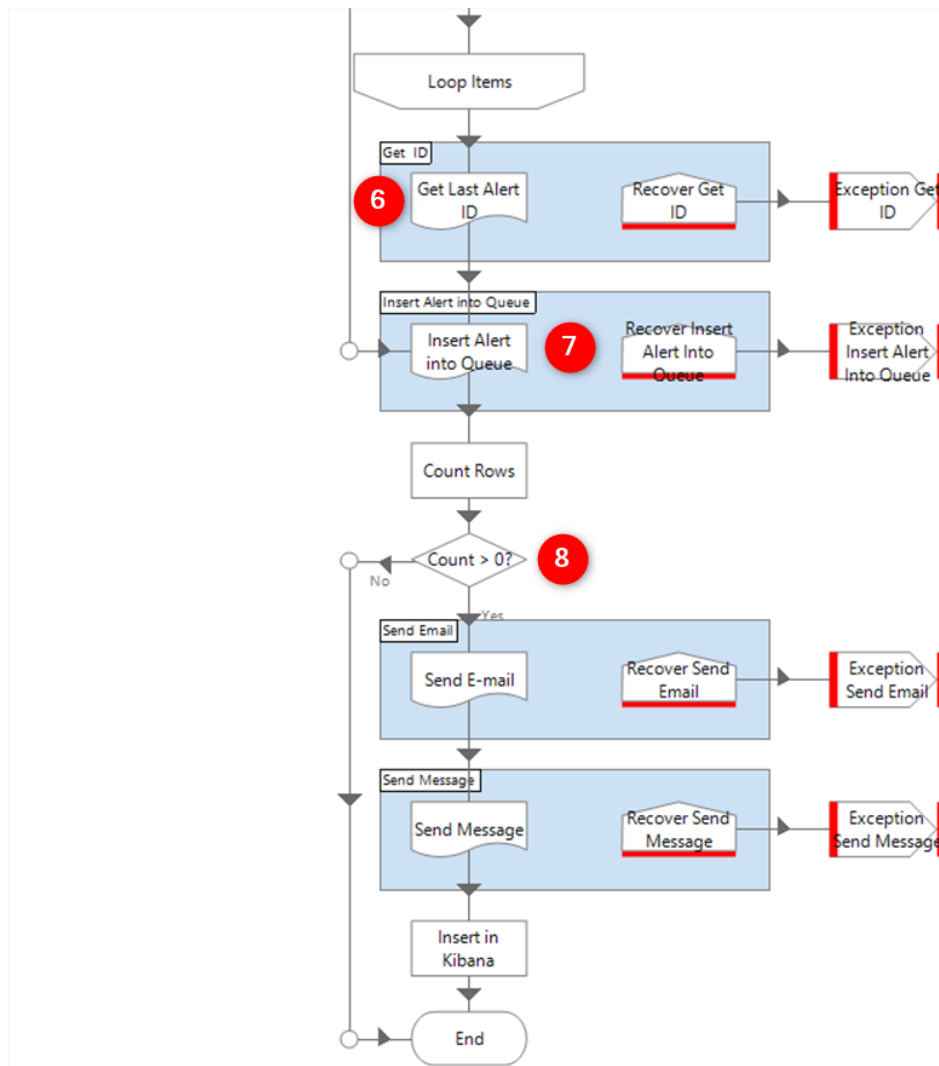 Loop Items
Get ID
6
Get Last Alert
ID
Recover Get
ID
Exception Get
ID
Insert Alert into Queue
Insert Alert
into Queue
7
Recover Insert
Alert Into
Queue
Exception
Insert Alert
Into Queue
Count Rows
Count > 0?
8
No
Yes
Send Email
Send E-mail
Recover Send
Email
Exception
Send Email
Send Message
Send Message
Recover Send
Message
Exception
Send Message
Insert in
Kibana
End